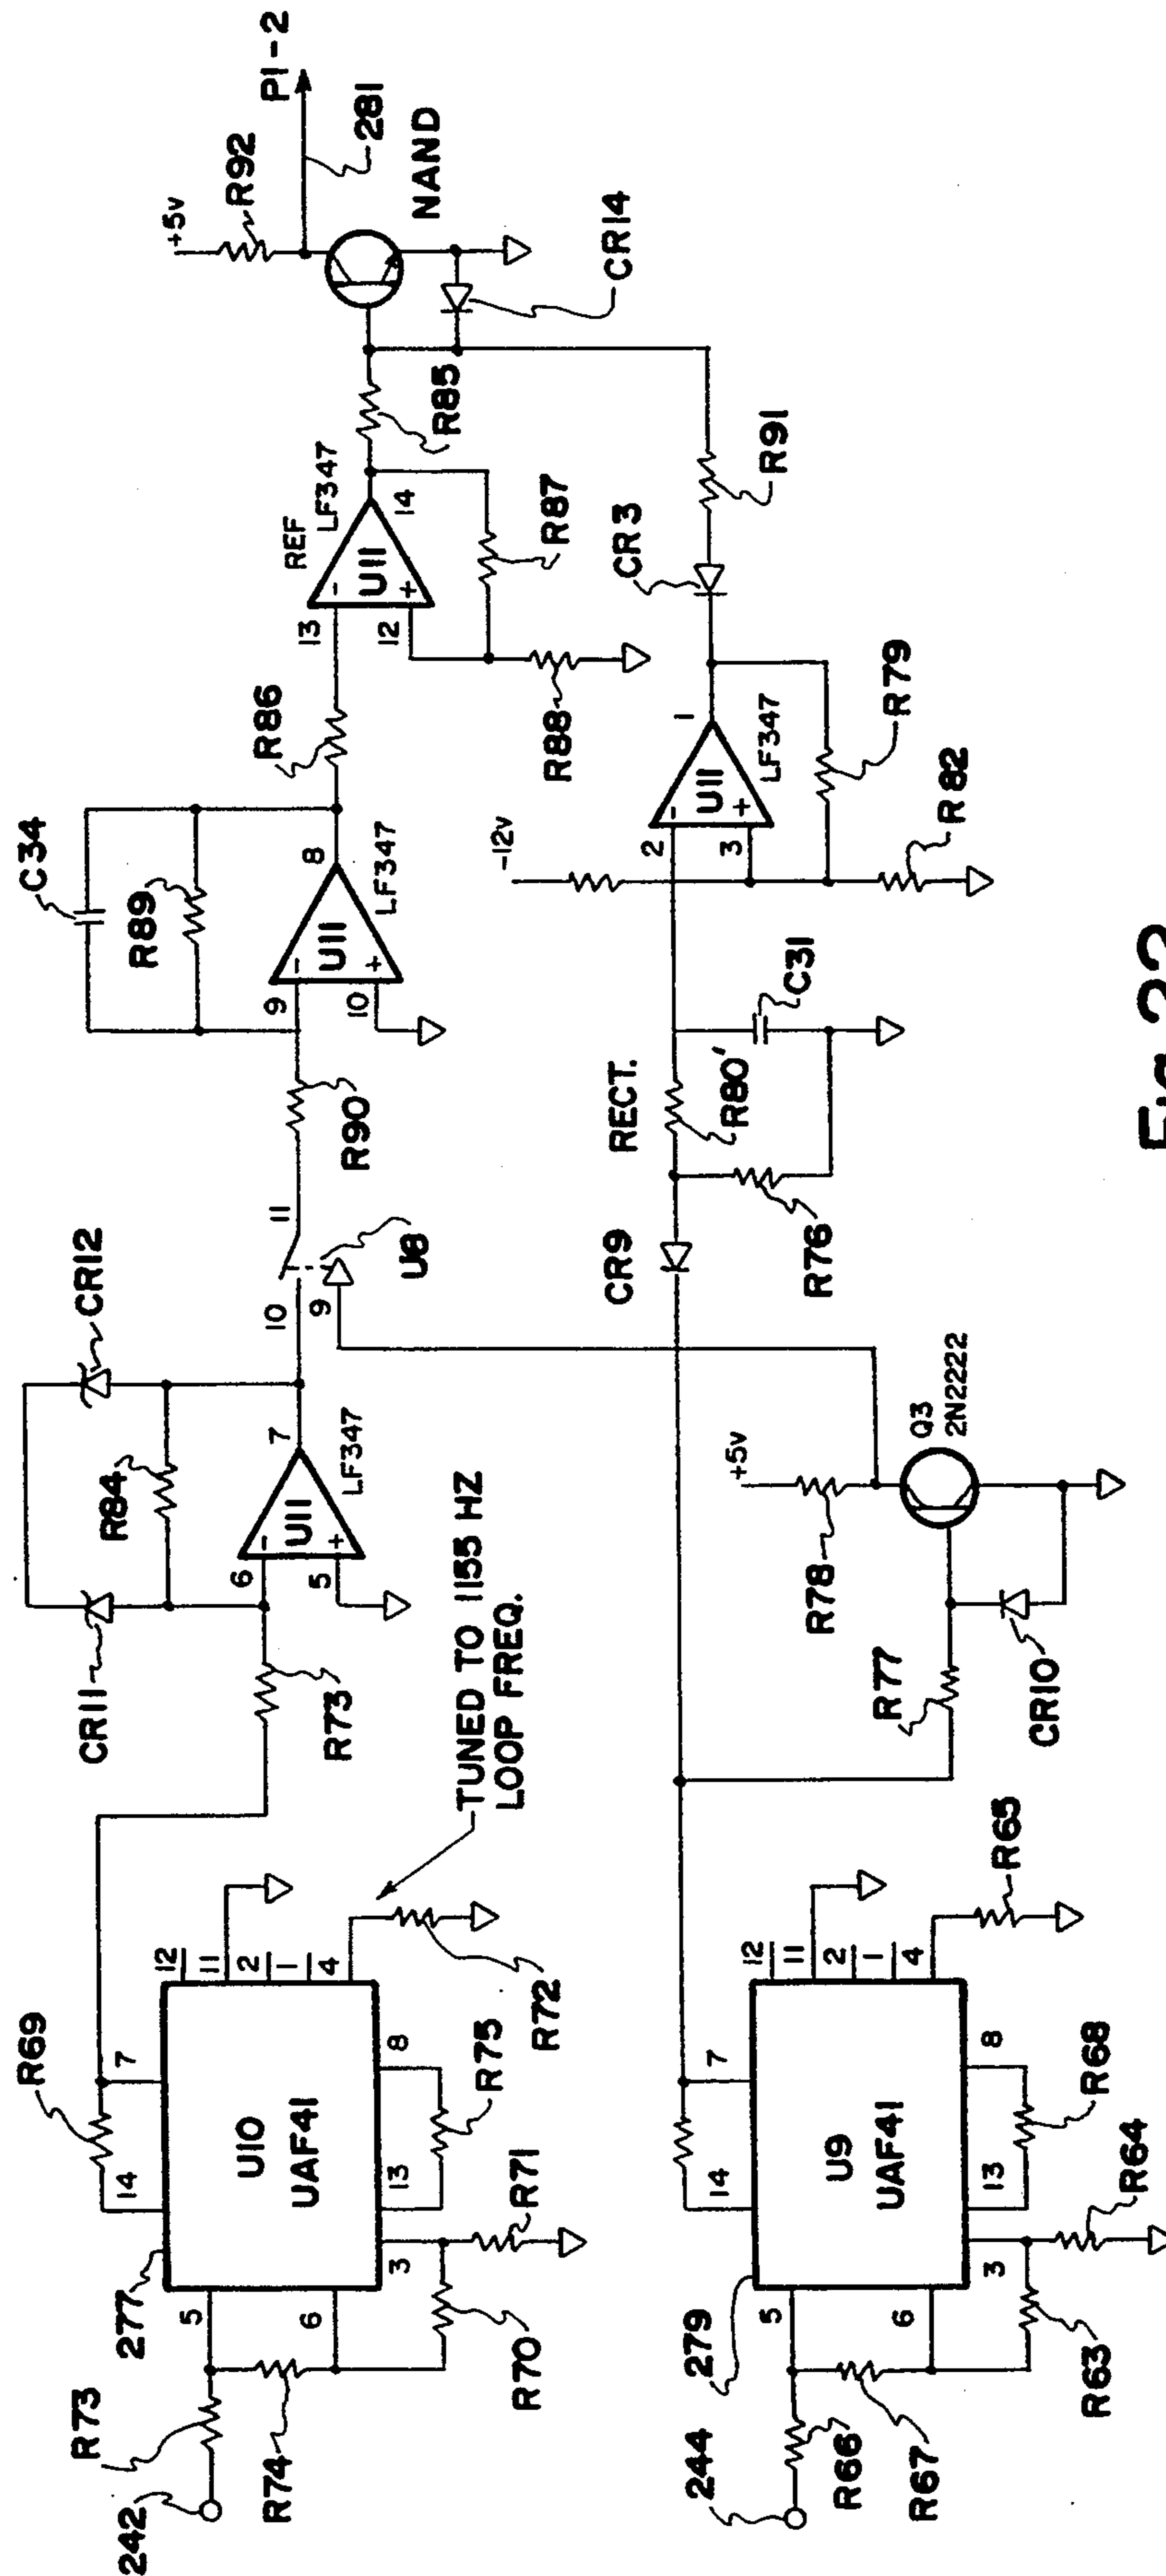 242
R73
R74
277
5
6
14
7
R69
U10
UAF41
12
11
2
1
4
3
13
8
R70
R71
R75
R72
TUNED TO 1155 HZ
LOOP FREQ.
R73
CR11
CR12
R84
6
5
7
-
+
U11
LF347
10
11
9
U8
R90
C34
R89
9
10
8
-
+
U11
LF347
R86
13
12
14
-
+
REF
U11
LF347
R87
R88
R85
+5v
R92
P1-2
281
NAND
CR14
244
R66
R67
279
5
6
14
7
U9
UAF41
12
11
2
1
4
3
13
8
R63
R64
R68
R65
R77
CR10
+5v
R78
Q3
2N2222
CR9
RECT.
R76
R80'
C31
-12v
2
3
1
-
+
U11
LF347
R79
R82
CR3
R91